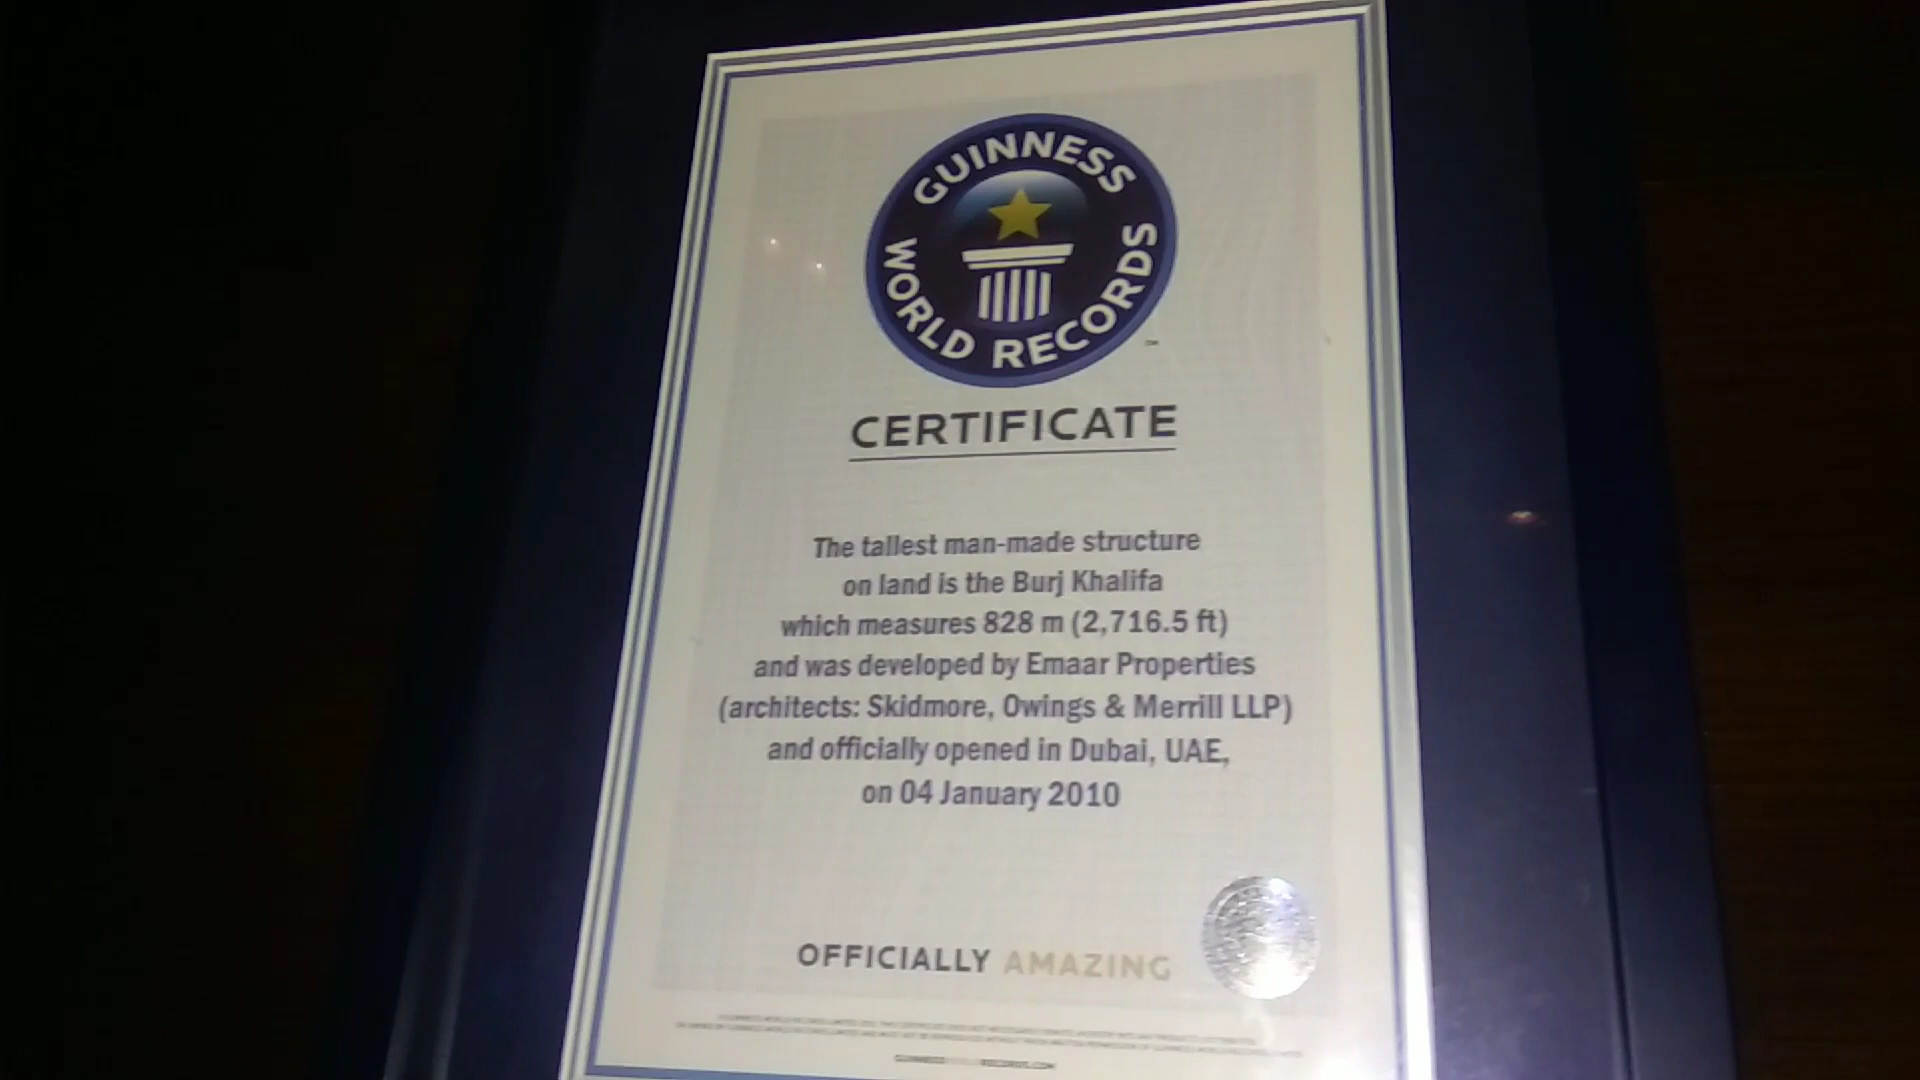 GUINNESS
WORLD RECORDS
TM
CERTIFICATE
The tallest man-made structure
on land is the Burj Khalifa
which measures 828 m (2,716.5 ft)
and was developed by Emaar Properties
(architects: Skidmore, Owings & Merrill LLP)
and officially opened in Dubai, UAE,
on 04 January 2010
OFFICIALLY AMAZING